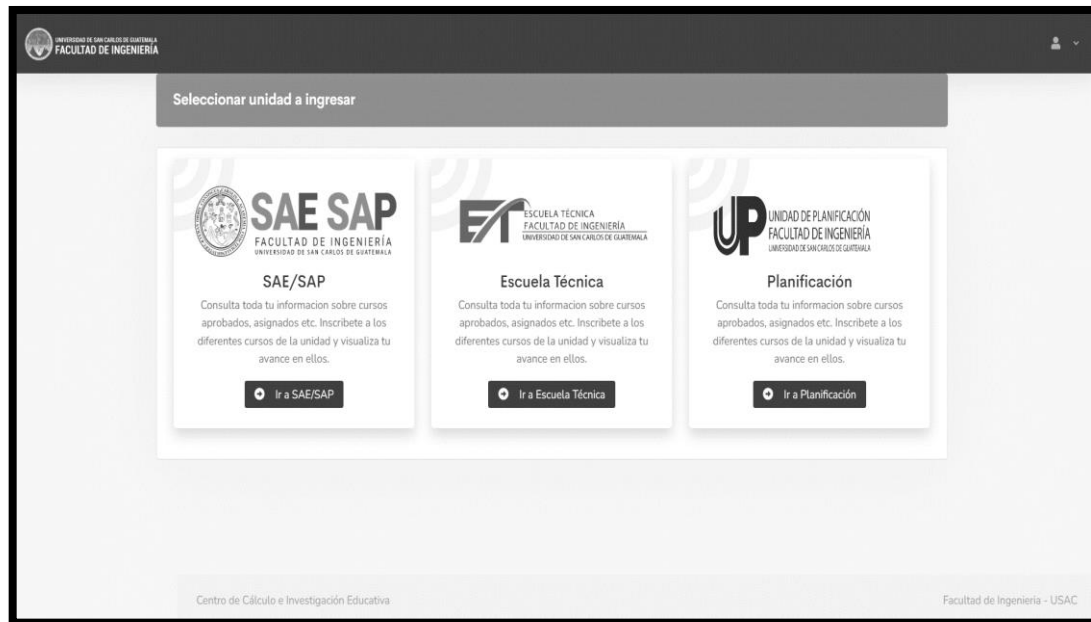 UNIVERSIDAD DE SAN CARLOS DE GUATEMALA
FACULTAD DE INGENIERÍA
Seleccionar unidad a ingresar
SAE SAP
FACULTAD DE INGENIERÍA
UNIVERSIDAD DE SAN CARLOS DE GUATEMALA
SAE/SAP
Consulta toda tu informacion sobre cursos
aprobados, asignados etc. Inscribete a los
diferentes cursos de la unidad y visualiza tu
avance en ellos.
Ir a SAE/SAP
ET
ESCUELA TÉCNICA
FACULTAD DE INGENIERÍA
UNIVERSIDAD DE SAN CARLOS DE GUATEMALA
Escuela Técnica
Consulta toda tu informacion sobre cursos
aprobados, asignados etc. Inscribete a los
diferentes cursos de la unidad y visualiza tu
avance en ellos.
Ir a Escuela Técnica
UP
UNIDAD DE PLANIFICACIÓN
FACULTAD DE INGENIERÍA
UNIVERSIDAD DE SAN CARLOS DE GUATEMALA
Planificación
Consulta toda tu informacion sobre cursos
aprobados, asignados etc. Inscribete a los
diferentes cursos de la unidad y visualiza tu
avance en ellos.
Ir a Planificación
Centro de Cálculo e Investigación Educativa
Facultad de Ingenieria - USAC